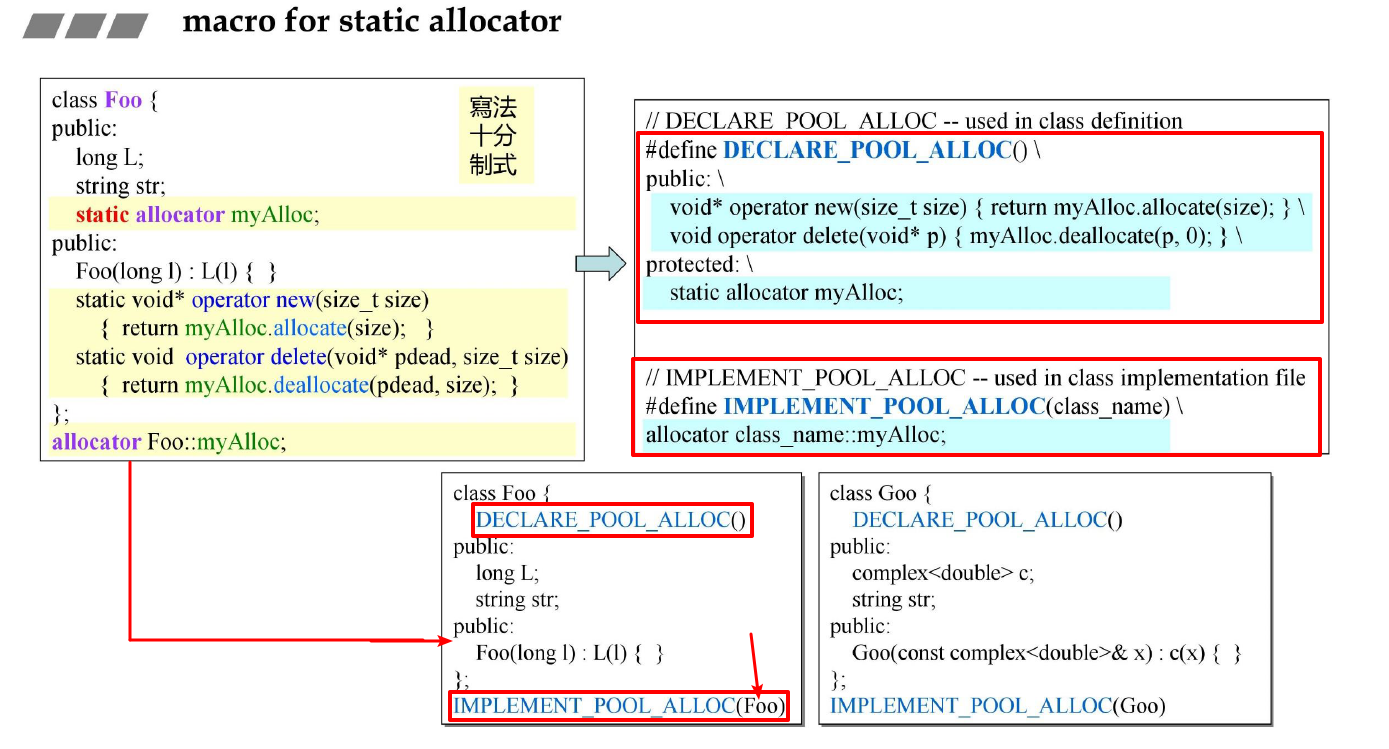 macro for static allocator
class Foo {
public:
long L;
string str;
static allocator myAlloc;
public:
Foo(long l) : L(l) { }
static void* operator new(size_t size)
{ return myAlloc.allocate(size); }
static void operator delete(void* pdead, size_t size)
{ return myAlloc.deallocate(pdead, size); }
};
allocator Foo::myAlloc;
寫法
十分
制式
// DECLARE_POOL_ALLOC -- used in class definition
#define DECLARE_POOL_ALLOC() \
public: \
void* operator new(size_t size) { return myAlloc.allocate(size); } \
void operator delete(void* p) { myAlloc.deallocate(p, 0); } \
protected: \
static allocator myAlloc;
// IMPLEMENT_POOL_ALLOC -- used in class implementation file
#define IMPLEMENT_POOL_ALLOC(class_name) \
allocator class_name::myAlloc;
class Foo {
DECLARE_POOL_ALLOC()
public:
long L;
string str;
public:
Foo(long l) : L(l) { }
};
IMPLEMENT_POOL_ALLOC(Foo)
class Goo {
DECLARE_POOL_ALLOC()
public:
complex<double> c;
string str;
public:
Goo(const complex<double>& x) : c(x) { }
};
IMPLEMENT_POOL_ALLOC(Goo)